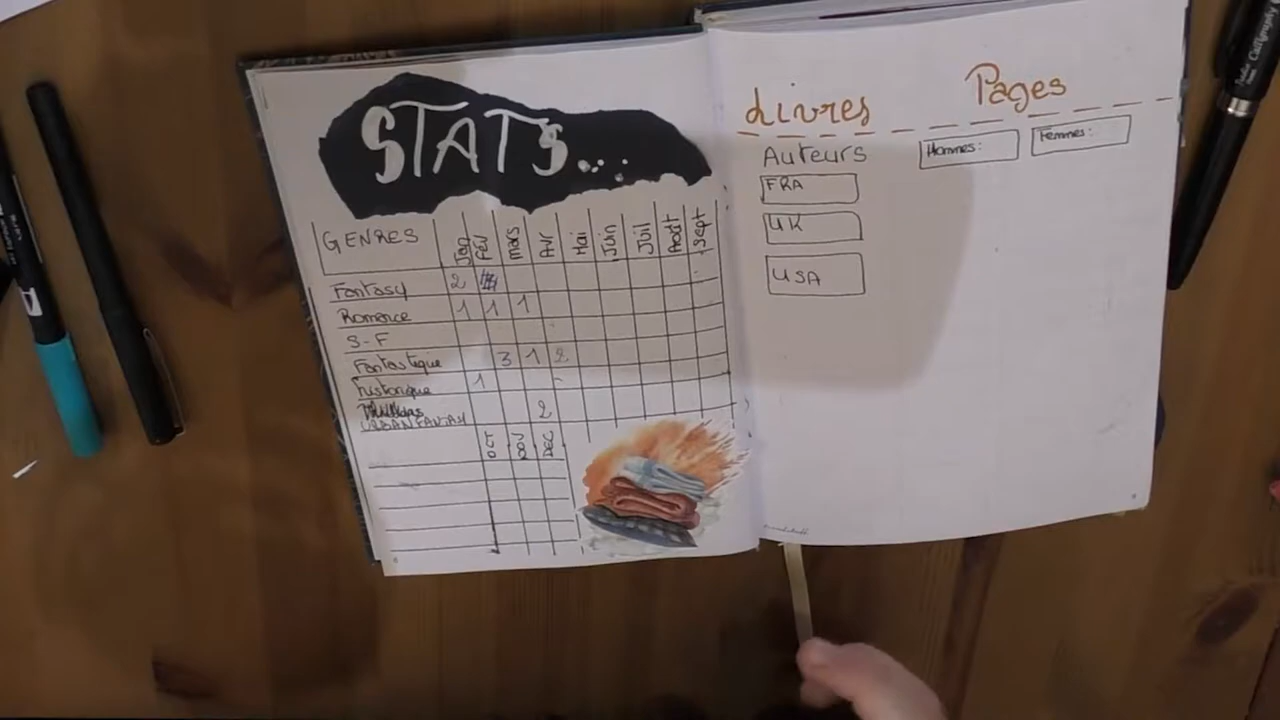 STATS...
GENRES Jan Fév Mars Avr Mai Juin Juil Août Sept
Fantasy 2
Romance 1 1 1
S-F
Fantastique 3 1 2
historique 1
URBAN FANTASY 2
OCT NOV DEC
Livres
Pages
Auteurs
Hommes:
Femmes:
FRA
UK
USA